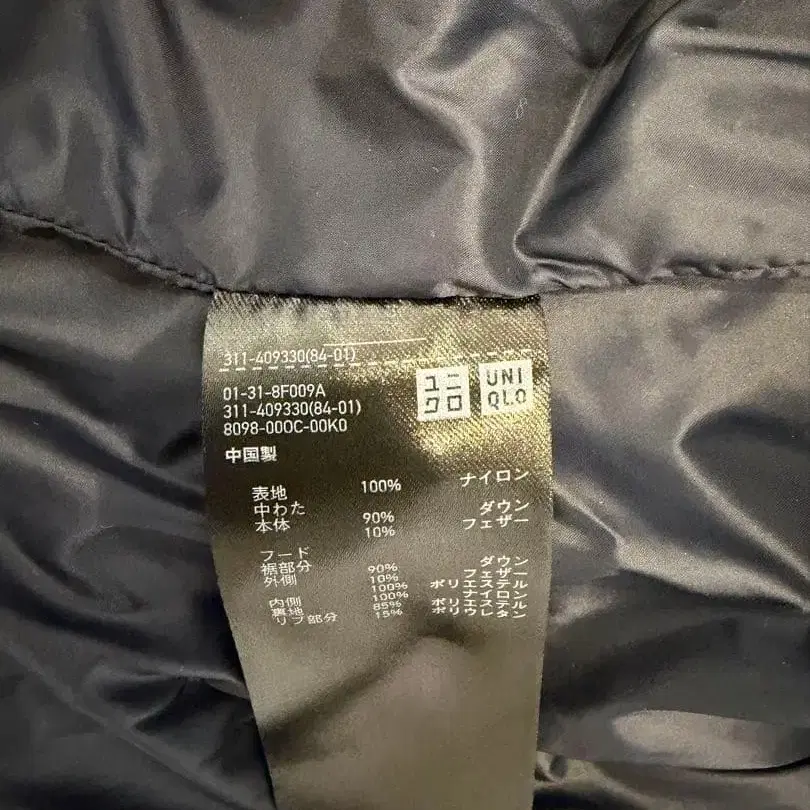 311-409330(84-01)
01-31-8F009A
311-409330(84-01)
8098-000C-00K0
ユニクロ
UNIQLO
中国製
表地 100% ナイロン
中わた
本体 90% ダウン
10% フェザー
フード
裾部分 90% ダウン
外側 10% フェザー
100% ポリエステル
内側
裏地 100% ナイロン
リブ部分 85% ポリエステル
15% ポリウレタン